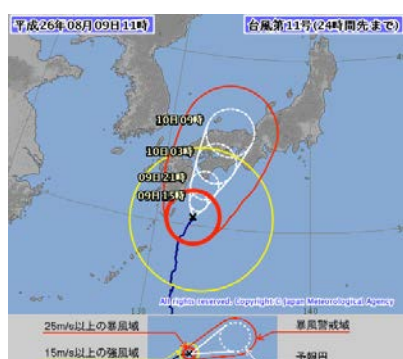 平成26年08月09日11時
台風第11号(24時間先まで)
10日09時
10日03時
09日21時
09日15時
140
130
All rights reserved. Copyright © Japan Meteorological Agency
25m/s以上の暴風域
暴風警戒域
15m/s以上の強風域
予報円